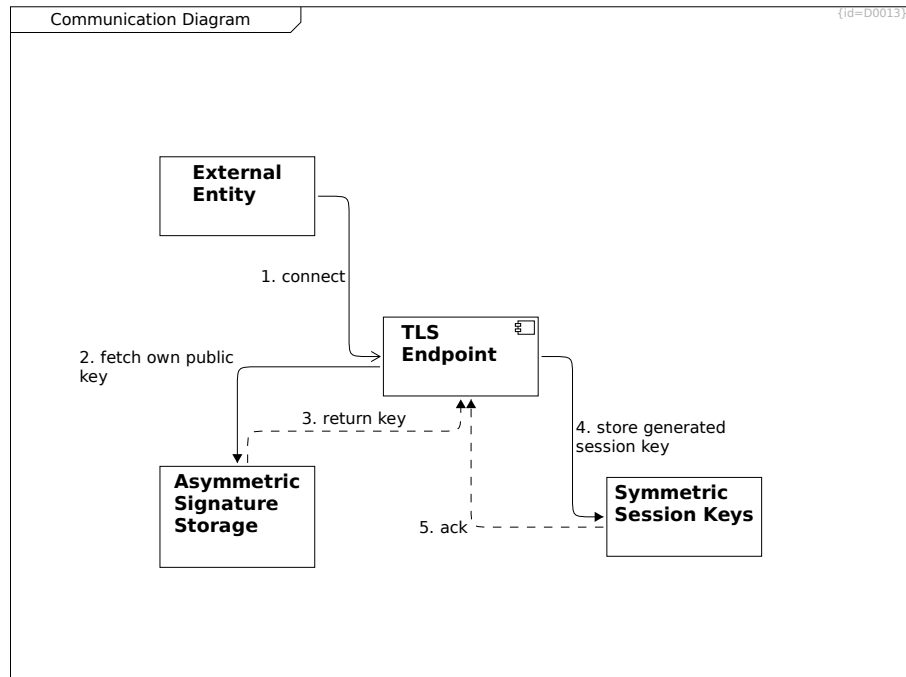 Communication Diagram
{id=D0013}
External
Entity
1. connect
TLS
Endpoint
2. fetch own public
key
3. return key
4. store generated
session key
Asymmetric
Signature
Storage
Symmetric
Session Keys
5. ack